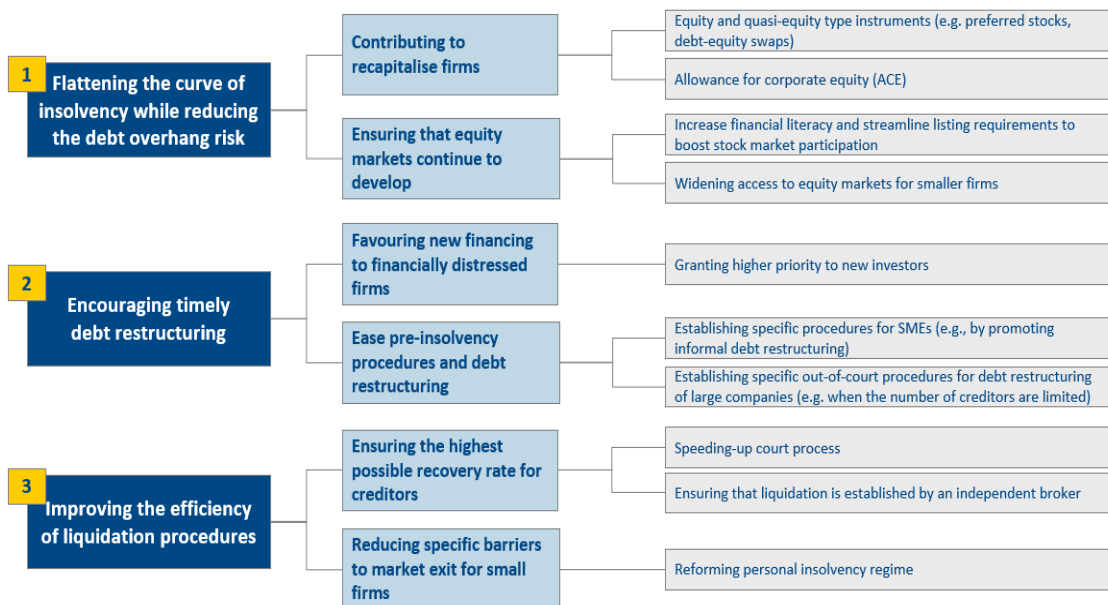 1
Flattening the curve of
insolvency while reducing
the debt overhang risk
Contributing to
recapitalise firms
Equity and quasi-equity type instruments (e.g. preferred stocks,
debt-equity swaps)
Allowance for corporate equity (ACE)
Ensuring that equity
markets continue to
develop
Increase financial literacy and streamline listing requirements to
boost stock market participation
Widening access to equity markets for smaller firms
2
Encouraging timely
debt restructuring
Favouring new financing
to financially distressed
firms
Granting higher priority to new investors
Ease pre-insolvency
procedures and debt
restructuring
Establishing specific procedures for SMEs (e.g., by promoting
informal debt restructuring)
Establishing specific out-of-court procedures for debt restructuring
of large companies (e.g. when the number of creditors are limited)
3
Improving the efficiency
of liquidation procedures
Ensuring the highest
possible recovery rate for
creditors
Speeding-up court process
Ensuring that liquidation is established by an independent broker
Reducing specific barriers
to market exit for small
firms
Reforming personal insolvency regime